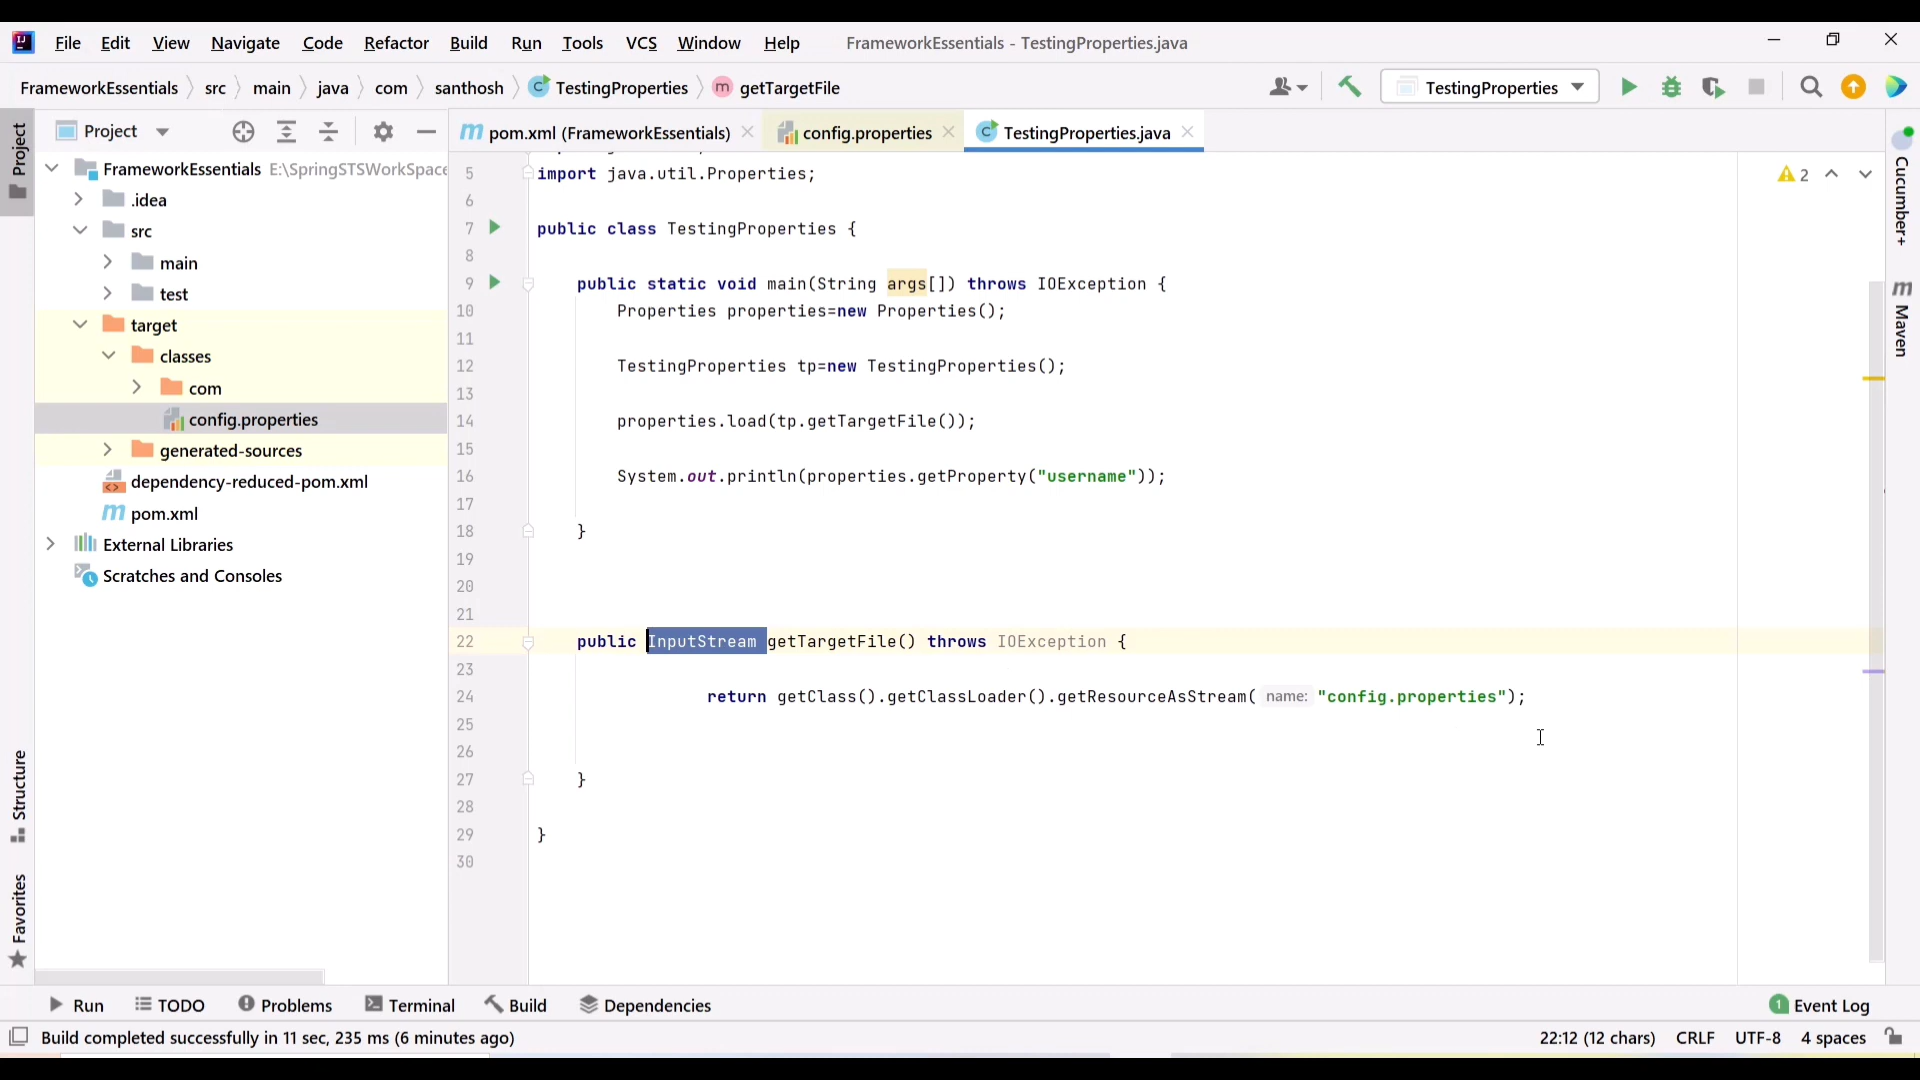 File Edit View Navigate Code Refactor Build Run Tools VCS Window Help FrameworkEssentials - TestingProperties.java
FrameworkEssentials src main java com santhosh TestingProperties m getTargetFile TestingProperties
Project
Project
m pom.xml (FrameworkEssentials) config.properties C TestingProperties.java
FrameworkEssentials E:\SpringSTSWorkSpace
.idea
src
main
test
target
classes
com
config.properties
generated-sources
dependency-reduced-pom.xml
m pom.xml
External Libraries
Scratches and Consoles
5 import java.util.Properties;
6
7 public class TestingProperties {
8
9 public static void main(String args[]) throws IOException {
10 Properties properties=new Properties();
11
12 TestingProperties tp=new TestingProperties();
13
14 properties.load(tp.getTargetFile());
15
16 System.out.println(properties.getProperty("username"));
17
18 }
19
20
21
22 public InputStream getTargetFile() throws IOException {
23
24 return getClass().getClassLoader().getResourceAsStream( name: "config.properties");
25
26
27 }
28
29 }
30
2
Cucumber+
m Maven
Structure
Favorites
Run TODO Problems Terminal Build Dependencies 1 Event Log
Build completed successfully in 11 sec, 235 ms (6 minutes ago) 22:12 (12 chars) CRLF UTF-8 4 spaces